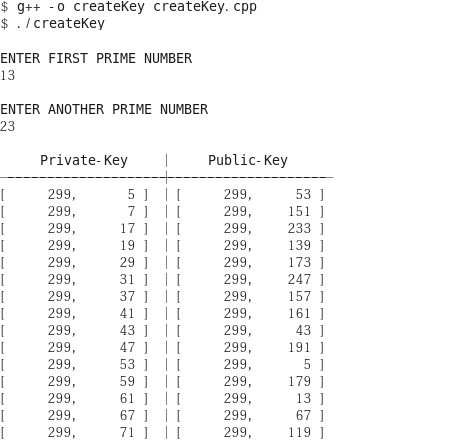 $ g++ -o createKey createKey.cpp
$ ./createKey
ENTER FIRST PRIME NUMBER
13
ENTER ANOTHER PRIME NUMBER
23
Private-Key | Public-Key
[ 299, 5 ] | [ 299, 53 ]
[ 299, 7 ] | [ 299, 151 ]
[ 299, 17 ] | [ 299, 233 ]
[ 299, 19 ] | [ 299, 139 ]
[ 299, 29 ] | [ 299, 173 ]
[ 299, 31 ] | [ 299, 247 ]
[ 299, 37 ] | [ 299, 157 ]
[ 299, 41 ] | [ 299, 161 ]
[ 299, 43 ] | [ 299, 43 ]
[ 299, 47 ] | [ 299, 191 ]
[ 299, 53 ] | [ 299, 5 ]
[ 299, 59 ] | [ 299, 179 ]
[ 299, 61 ] | [ 299, 13 ]
[ 299, 67 ] | [ 299, 67 ]
[ 299, 71 ] | [ 299, 119 ]